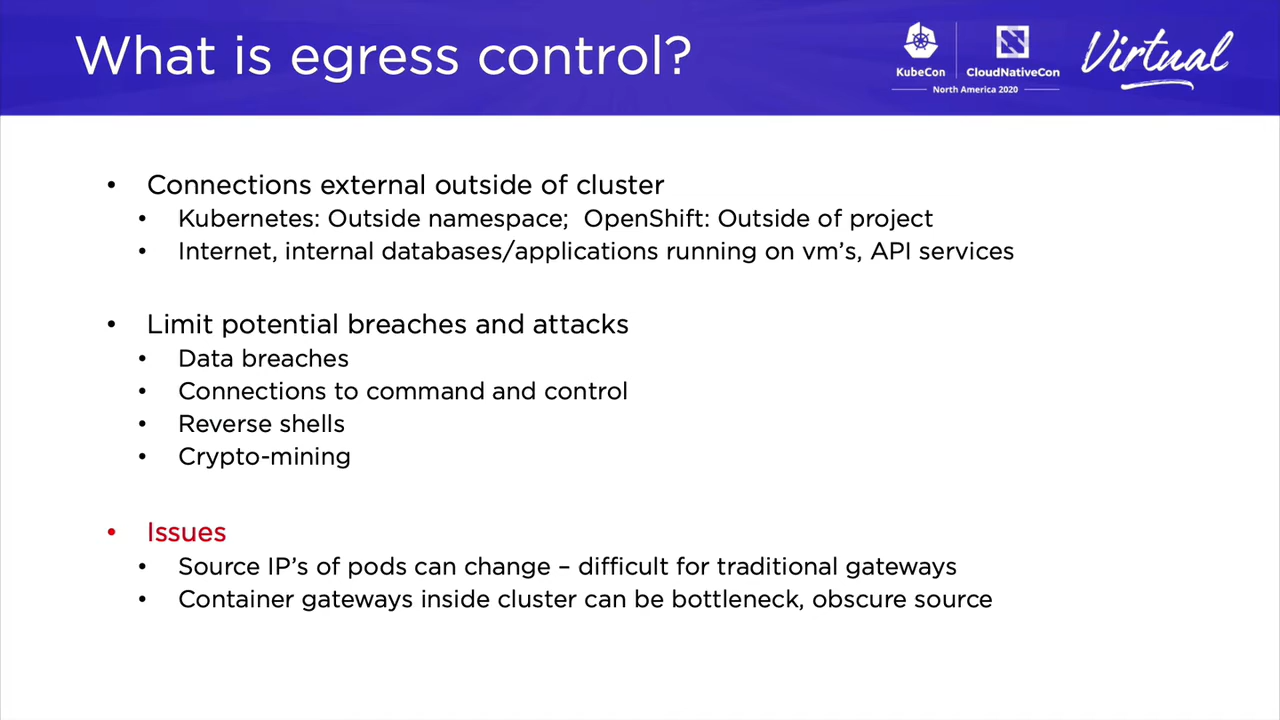 What is egress control?
KubeCon
CloudNativeCon
North America 2020
Virtual
• Connections external outside of cluster
• Kubernetes: Outside namespace; OpenShift: Outside of project
• Internet, internal databases/applications running on vm's, API services
• Limit potential breaches and attacks
• Data breaches
• Connections to command and control
• Reverse shells
• Crypto-mining
• Issues
• Source IP's of pods can change – difficult for traditional gateways
• Container gateways inside cluster can be bottleneck, obscure source